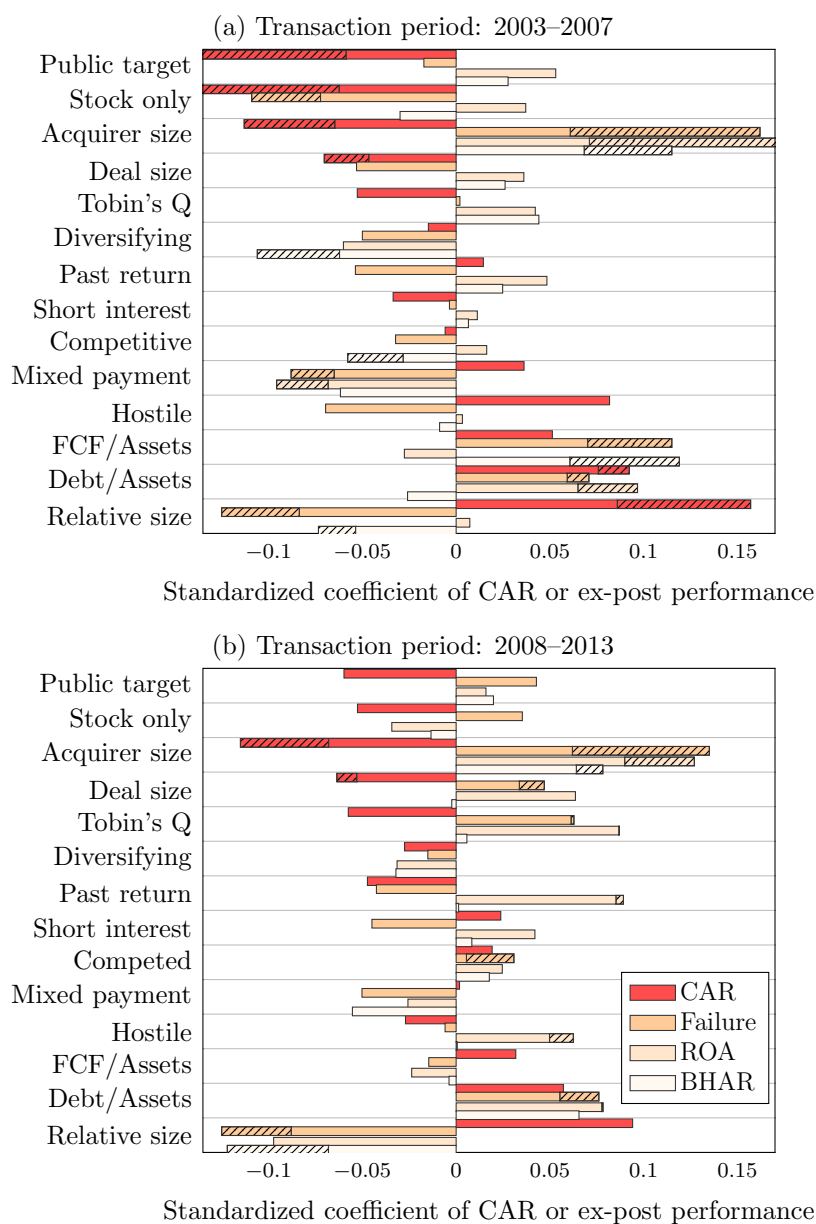 (a) Transaction period: 2003–2007
Public target
Stock only
Acquirer size
Deal size
Tobin's Q
Diversifying
Past return
Short interest
Competitive
Mixed payment
Hostile
FCF/Assets
Debt/Assets
Relative size
−0.1 −0.05 0 0.05 0.1 0.15
Standardized coefficient of CAR or ex-post performance
(b) Transaction period: 2008–2013
Public target
Stock only
Acquirer size
Deal size
Tobin's Q
Diversifying
Past return
Short interest
Competed
Mixed payment
Hostile
FCF/Assets
Debt/Assets
Relative size
CAR
Failure
ROA
BHAR
−0.1 −0.05 0 0.05 0.1 0.15
Standardized coefficient of CAR or ex-post performance